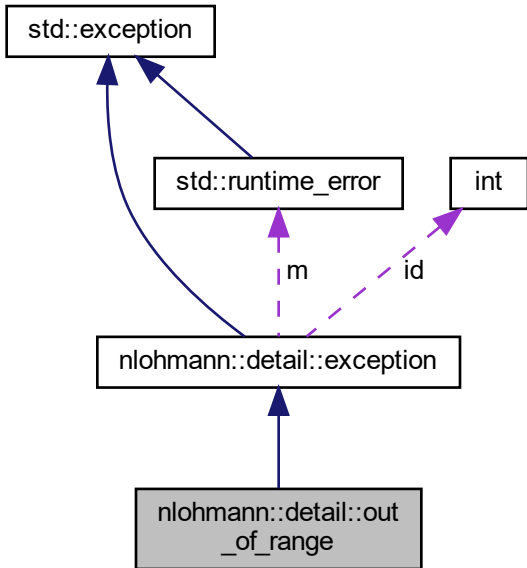 std::exception
std::runtime_error
int
m
id
nlohmann::detail::exception
nlohmann::detail::out
_of_range